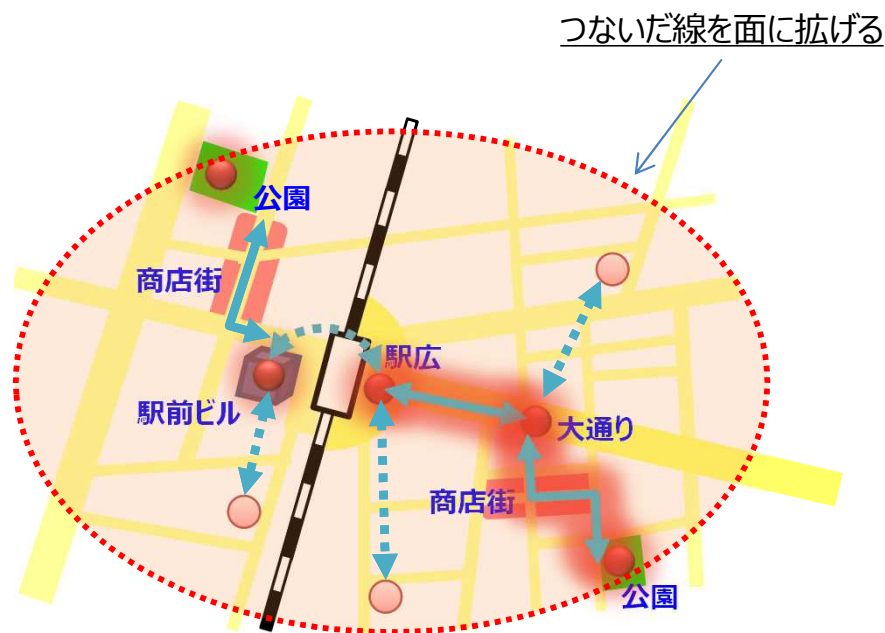 つないだ線を面に拡げる
公園
商店街
駅広
駅前ビル
大通り
商店街
公園